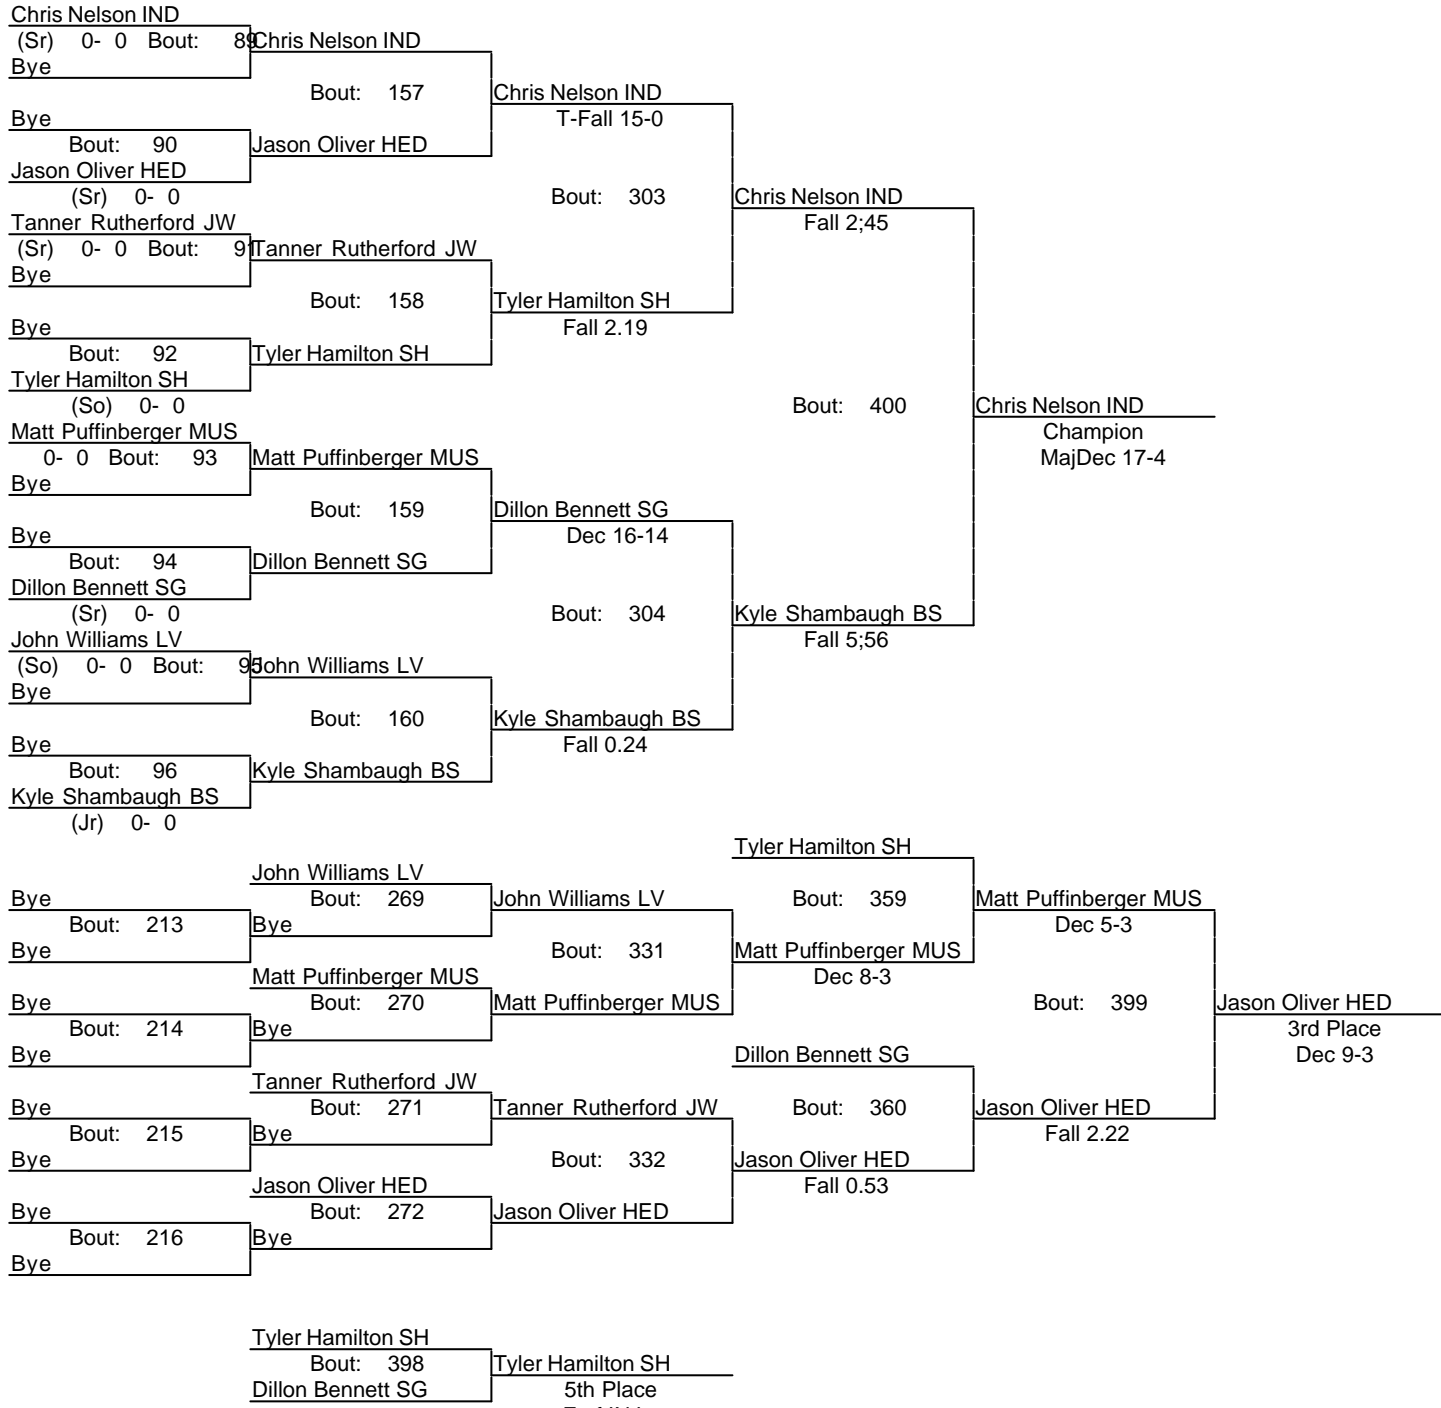 Chris Nelson IND
(Sr) 0- 0 Bout: 89 Chris Nelson IND
Bye
Bout: 157 Chris Nelson IND
Bye T-Fall 15-0
Bout: 90 Jason Oliver HED
Jason Oliver HED
(Sr) 0- 0 Bout: 303 Chris Nelson IND
Tanner Rutherford JW Fall 2;45
(Sr) 0- 0 Bout: 91 Tanner Rutherford JW
Bye
Bout: 158 Tyler Hamilton SH
Bye Fall 2.19
Bout: 92 Tyler Hamilton SH
Tyler Hamilton SH
(So) 0- 0 Bout: 400 Chris Nelson IND
Matt Puffinberger MUS Champion
0- 0 Bout: 93 Matt Puffinberger MUS MajDec 17-4
Bye
Bout: 159 Dillon Bennett SG
Bye Dec 16-14
Bout: 94 Dillon Bennett SG
Dillon Bennett SG
(Sr) 0- 0 Bout: 304 Kyle Shambaugh BS
John Williams LV Fall 5;56
(So) 0- 0 Bout: 95 John Williams LV
Bye
Bout: 160 Kyle Shambaugh BS
Bye Fall 0.24
Bout: 96 Kyle Shambaugh BS
Kyle Shambaugh BS
(Jr) 0- 0
Tyler Hamilton SH
John Williams LV
Bye Bout: 269 John Williams LV Bout: 359 Matt Puffinberger MUS
Bout: 213 Bye Dec 5-3
Bye Bout: 331 Matt Puffinberger MUS
Matt Puffinberger MUS Dec 8-3
Bye Bout: 270 Matt Puffinberger MUS Bout: 399 Jason Oliver HED
Bout: 214 Bye 3rd Place
Bye Dillon Bennett SG Dec 9-3
Tanner Rutherford JW
Bye Bout: 271 Tanner Rutherford JW Bout: 360 Jason Oliver HED
Bout: 215 Bye Fall 2.22
Bye Bout: 332 Jason Oliver HED
Jason Oliver HED Fall 0.53
Bye Bout: 272 Jason Oliver HED
Bout: 216 Bye
Bye
Tyler Hamilton SH
Bout: 398 Tyler Hamilton SH
Dillon Bennett SG 5th Place